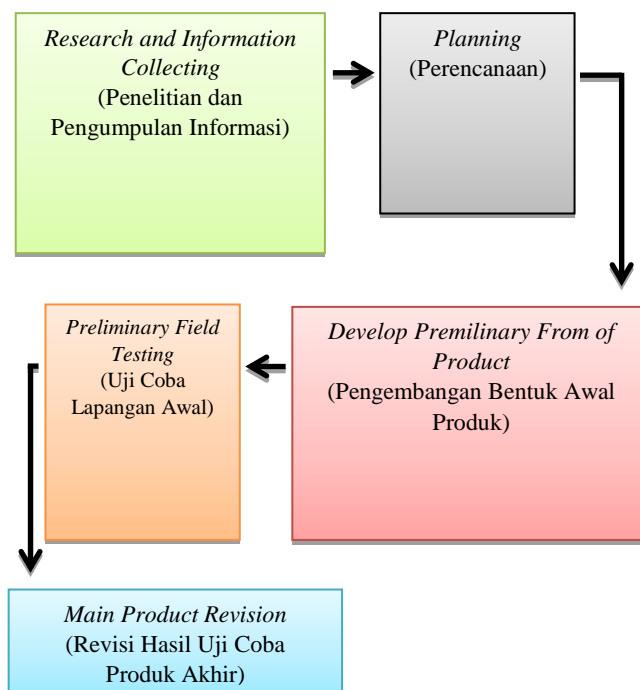 Research and Information
Collecting
(Penelitian dan
Pengumpulan Informasi)
Planning
(Perencanaan)
Develop Premilinary From of
Product
(Pengembangan Bentuk Awal
Produk)
Preliminary Field
Testing
(Uji Coba
Lapangan Awal)
Main Product Revision
(Revisi Hasil Uji Coba
Produk Akhir)